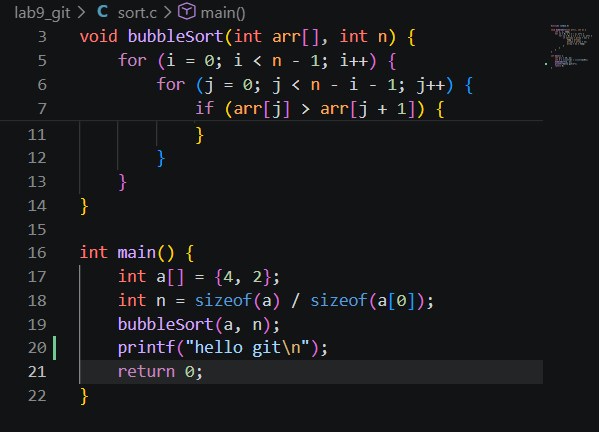 lab9_git > C sort.c > main()
3 void bubbleSort(int arr[], int n) {
5 for (i = 0; i < n - 1; i++) {
6 for (j = 0; j < n - i - 1; j++) {
7 if (arr[j] > arr[j + 1]) {
11 }
12 }
13 }
14 }
15
16 int main() {
17 int a[] = {4, 2};
18 int n = sizeof(a) / sizeof(a[0]);
19 bubbleSort(a, n);
20 printf("hello git\n");
21 return 0;
22 }